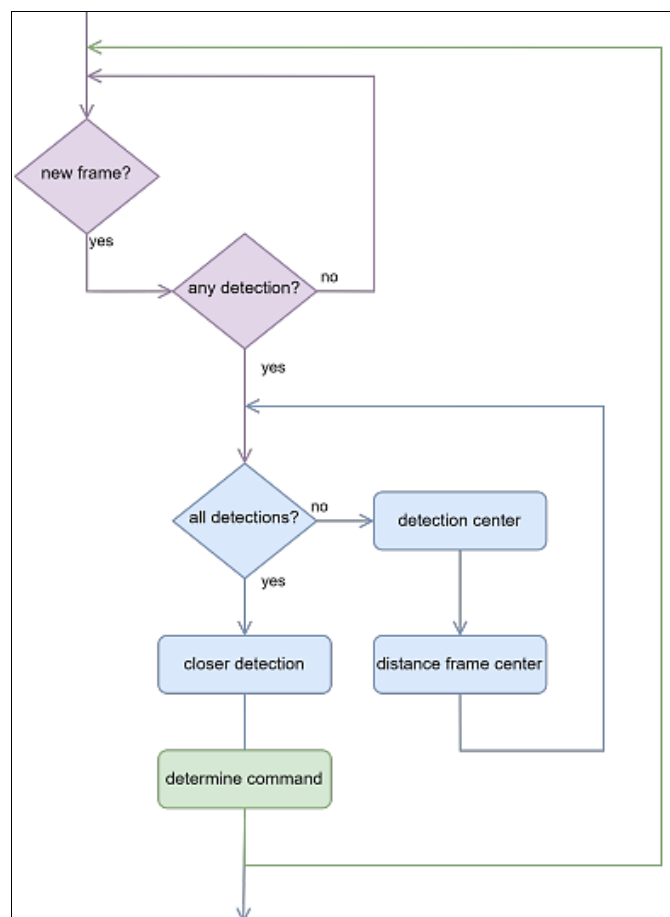 new frame?
yes
any detection?
no
yes
all detections?
no
detection center
yes
closer detection
distance frame center
determine command